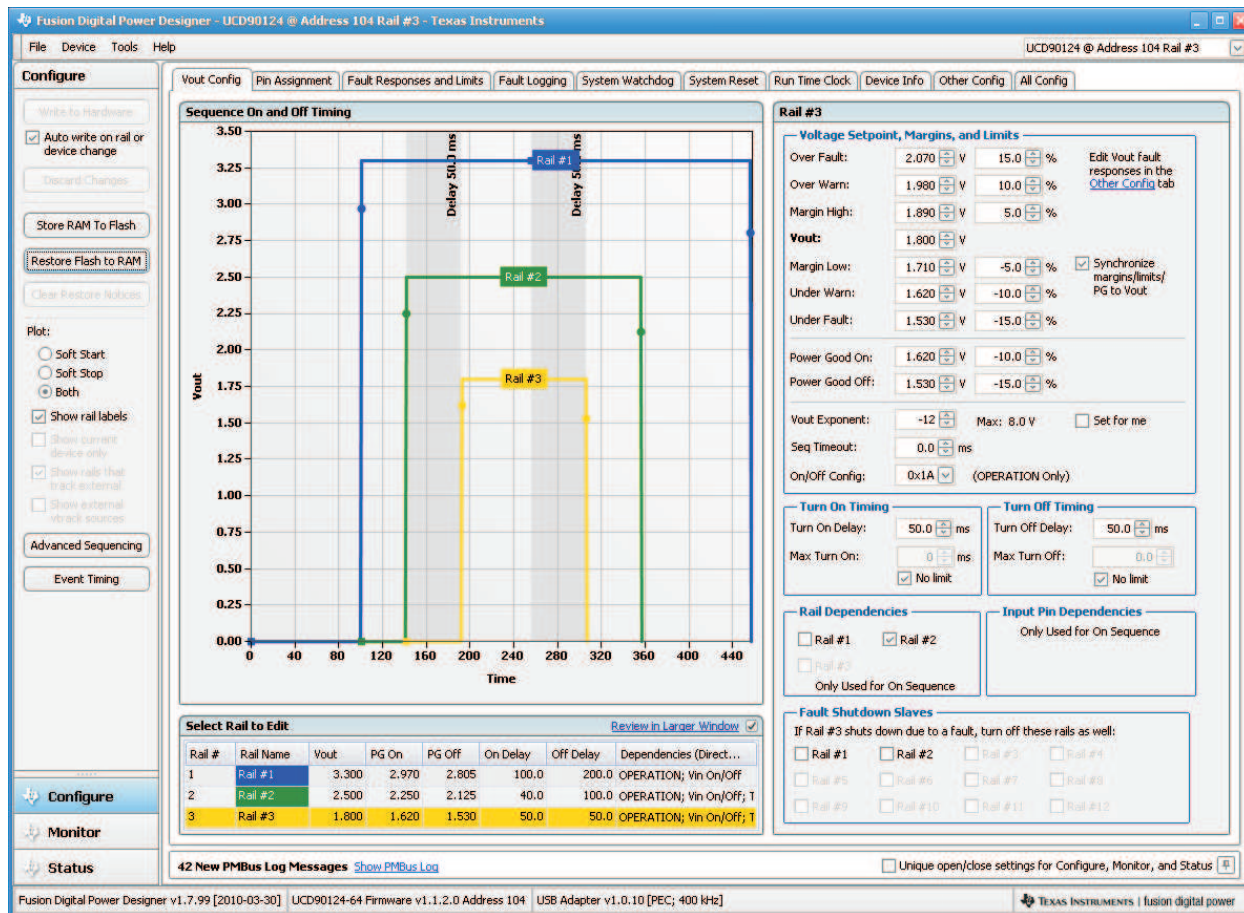 Fusion Digital Power Designer - UCD90124 @ Address 104 Rail #3 - Texas Instruments
File Device Tools Help
UCD90124 @ Address 104 Rail #3
Configure
Write to Hardware
Auto write on rail or
device change
Discard Changes
Store RAM To Flash
Restore Flash to RAM
Clear Restore Notices
Plot:
Soft Start
Soft Stop
Both
Show rail labels
Show current
device only
Show rails that
track external
Show external
vtrack sources
Advanced Sequencing
Event Timing
Configure
Monitor
Status
Vout Config Pin Assignment Fault Responses and Limits Fault Logging System Watchdog System Reset Run Time Clock Device Info Other Config All Config
Sequence On and Off Timing
3.50
3.25
3.00
2.75
2.50
2.25
2.00
1.75
1.50
1.25
1.00
0.75
0.50
0.25
0.00
Vout
Rail #1
Rail #2
Rail #3
Delay 50.0 ms
Delay 50.0 ms
0 40 80 120 160 200 240 280 320 360 400 440
Time
Select Rail to Edit
Review in Larger Window
Rail # Rail Name Vout PG On PG Off On Delay Off Delay Dependencies (Direct...
1 Rail #1 3.300 2.970 2.805 100.0 200.0 OPERATION; Vin On/Off
2 Rail #2 2.500 2.250 2.125 40.0 100.0 OPERATION; Vin On/Off; T
3 Rail #3 1.800 1.620 1.530 50.0 50.0 OPERATION; Vin On/Off; T
Rail #3
Voltage Setpoint, Margins, and Limits
Over Fault: 2.070 V 15.0 %
Over Warn: 1.980 V 10.0 %
Margin High: 1.890 V 5.0 %
Edit Vout fault
responses in the
Other Config tab
Vout: 1.800 V
Margin Low: 1.710 V -5.0 %
Under Warn: 1.620 V -10.0 %
Under Fault: 1.530 V -15.0 %
Synchronize
margins/limits/
PG to Vout
Power Good On: 1.620 V -10.0 %
Power Good Off: 1.530 V -15.0 %
Vout Exponent: -12 Max: 8.0 V Set for me
Seq Timeout: 0.0 ms
On/Off Config: 0x1A (OPERATION Only)
Turn On Timing
Turn On Delay: 50.0 ms
Max Turn On: 0 ms
No limit
Turn Off Timing
Turn Off Delay: 50.0 ms
Max Turn Off: 0.0
No limit
Rail Dependencies
Rail #1 Rail #2
Rail #3
Only Used for On Sequence
Input Pin Dependencies
Only Used for On Sequence
Fault Shutdown Slaves
If Rail #3 shuts down due to a fault, turn off these rails as well:
Rail #1 Rail #2 Rail #3 Rail #4
Rail #5 Rail #6 Rail #7 Rail #8
Rail #9 Rail #10 Rail #11 Rail #12
42 New PMBus Log Messages Show PMBus Log
Unique open/close settings for Configure, Monitor, and Status
Fusion Digital Power Designer v1.7.99 [2010-03-30] UCD90124-64 Firmware v1.1.2.0 Address 104 USB Adapter v1.0.10 [PEC; 400 kHz]
TEXAS INSTRUMENTS | fusion digital power